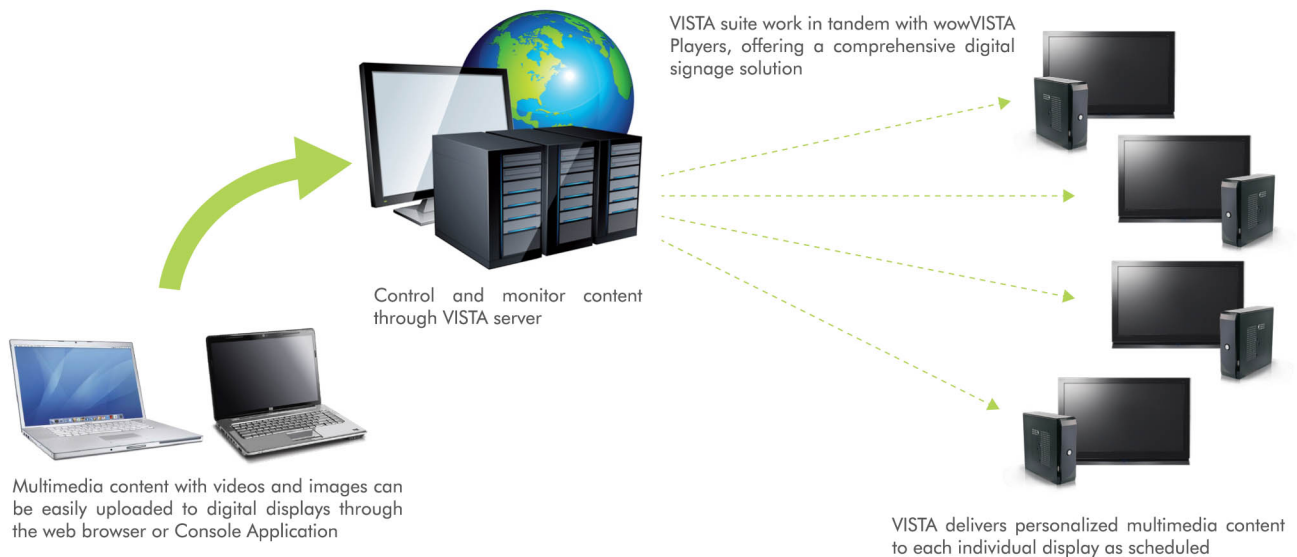 VISTA suite work in tandem with wowVISTA
Players, offering a comprehensive digital
signage solution
Control and monitor content
through VISTA server
Multimedia content with videos and images can
be easily uploaded to digital displays through
the web browser or Console Application
VISTA delivers personalized multimedia content
to each individual display as scheduled